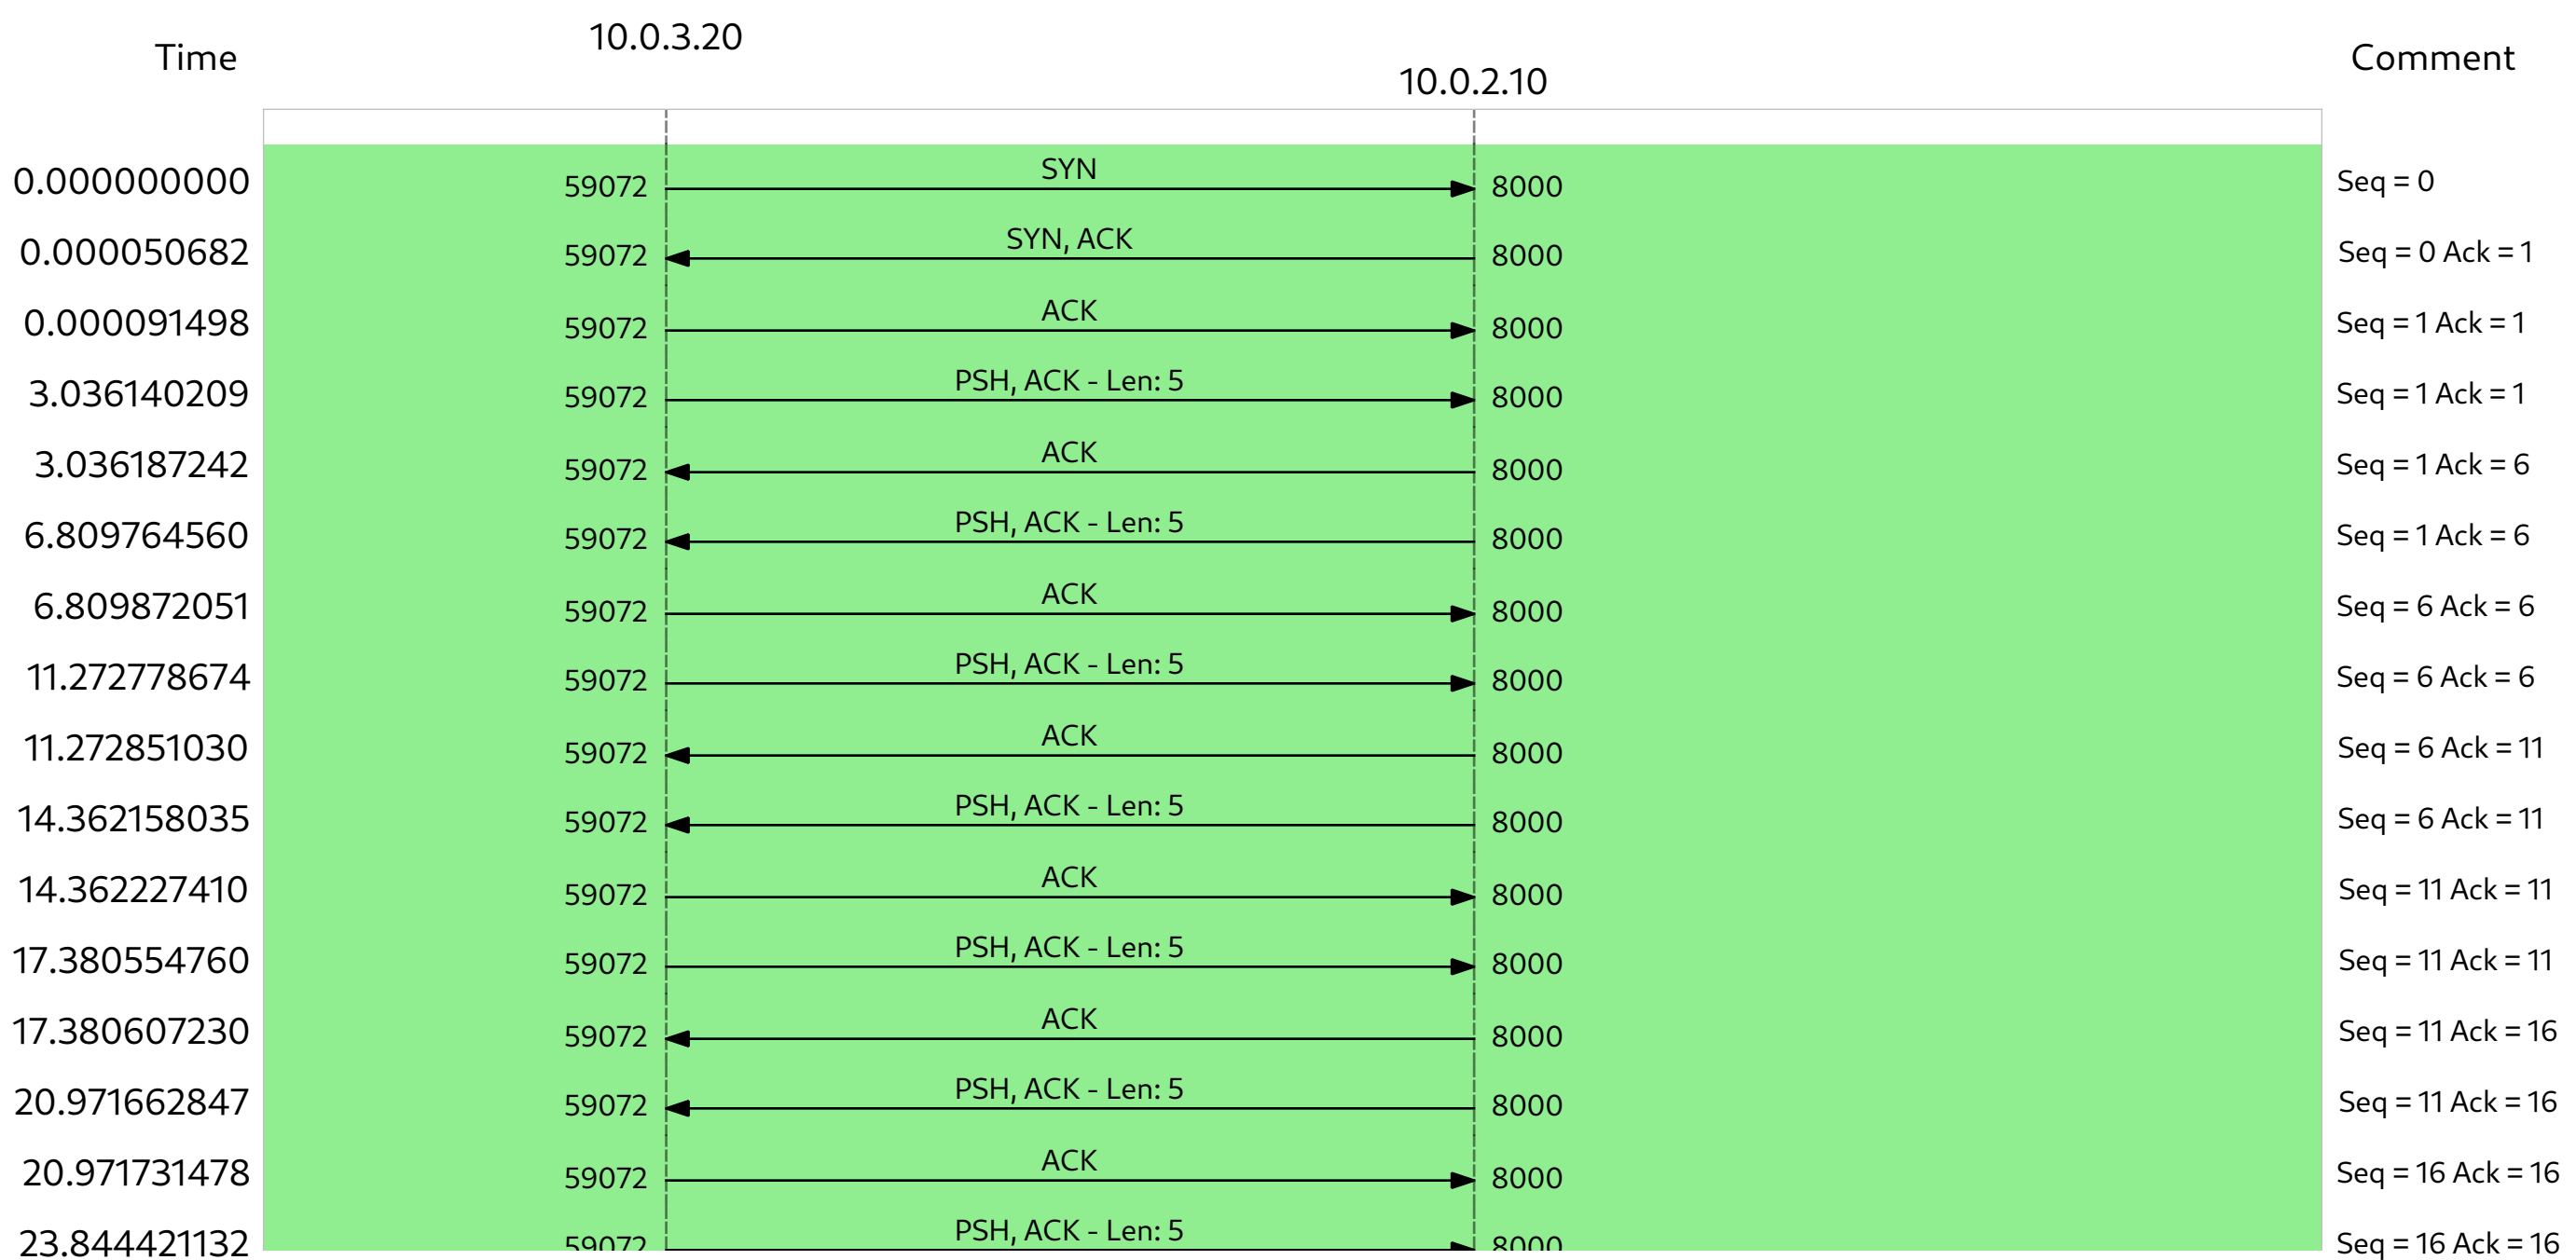 10.0.3.20
Time
Comment
10.0.2.10
SYN
0.000000000 59072 8000 Seq = 0
SYN, ACK
0.000050682 59072 8000 Seq = 0 Ack = 1
ACK
0.000091498 59072 8000 Seq = 1 Ack = 1
PSH, ACK - Len: 5
3.036140209 59072 8000 Seq = 1 Ack = 1
ACK
3.036187242 59072 8000 Seq = 1 Ack = 6
PSH, ACK - Len: 5
6.809764560 59072 8000 Seq = 1 Ack = 6
ACK
6.809872051 59072 8000 Seq = 6 Ack = 6
PSH, ACK - Len: 5
11.272778674 59072 8000 Seq = 6 Ack = 6
ACK
11.272851030 59072 8000 Seq = 6 Ack = 11
PSH, ACK - Len: 5
14.362158035 59072 8000 Seq = 6 Ack = 11
ACK
14.362227410 59072 8000 Seq = 11 Ack = 11
PSH, ACK - Len: 5
17.380554760 59072 8000 Seq = 11 Ack = 11
ACK
17.380607230 59072 8000 Seq = 11 Ack = 16
PSH, ACK - Len: 5
20.971662847 59072 8000 Seq = 11 Ack = 16
ACK
20.971731478 59072 8000 Seq = 16 Ack = 16
PSH, ACK - Len: 5
23.844421132 59072 8000 Seq = 16 Ack = 16